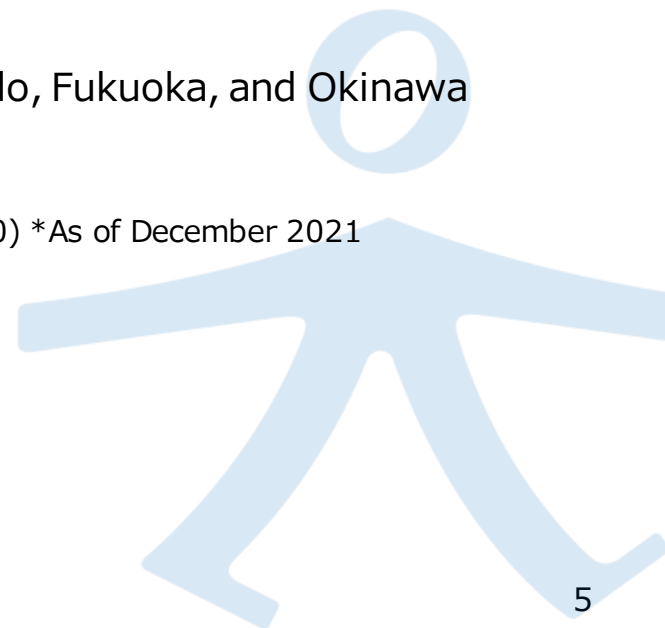 lo, Fukuoka, and Okinawa
0) *As of December 2021
5